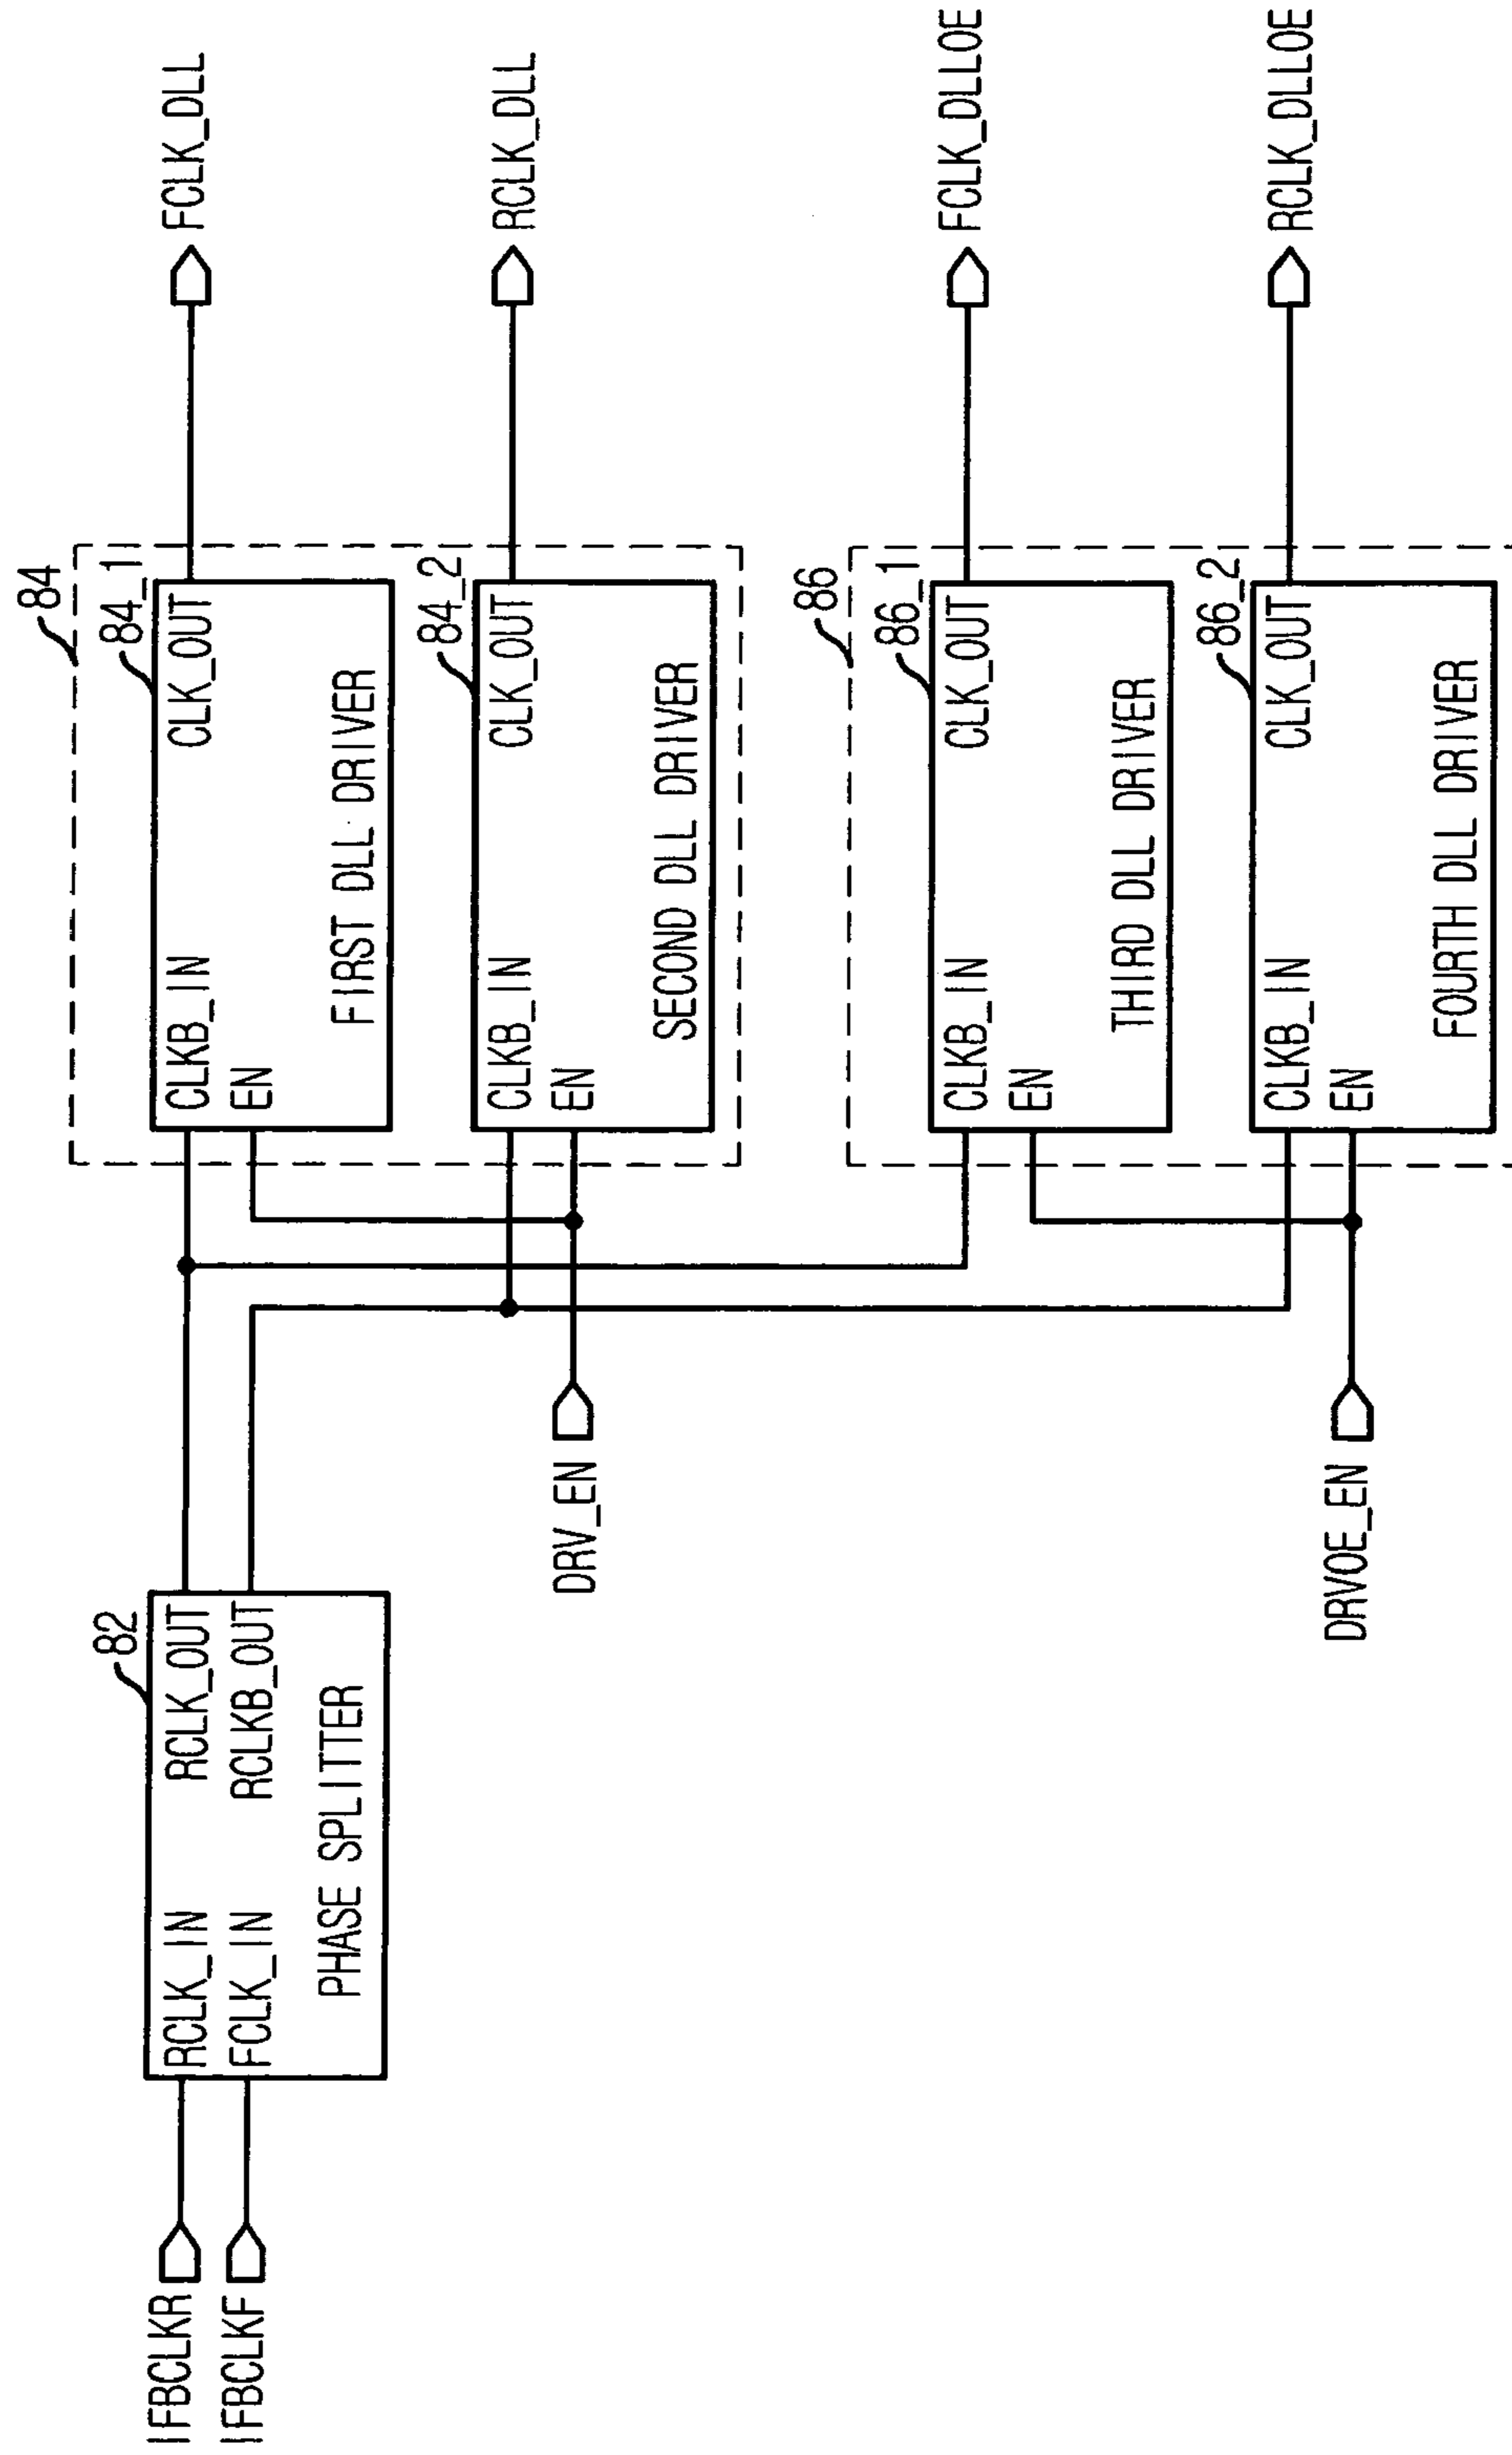 IFBCLKR
IFBCLKF
82
RCLK_IN
RCLK_OUT
FCLK_IN
RCLKB_OUT
PHASE SPLITTER
DRV_EN
DRVOE_EN
84
84_1
CLKB_IN
CLK_OUT
EN
FIRST DLL DRIVER
FCLK_DLL
84_2
CLKB_IN
CLK_OUT
EN
SECOND DLL DRIVER
RCLK_DLL
86
86_1
CLKB_IN
CLK_OUT
EN
THIRD DLL DRIVER
FCLK_DLLOE
86_2
CLKB_IN
CLK_OUT
EN
FOURTH DLL DRIVER
RCLK_DLLOE